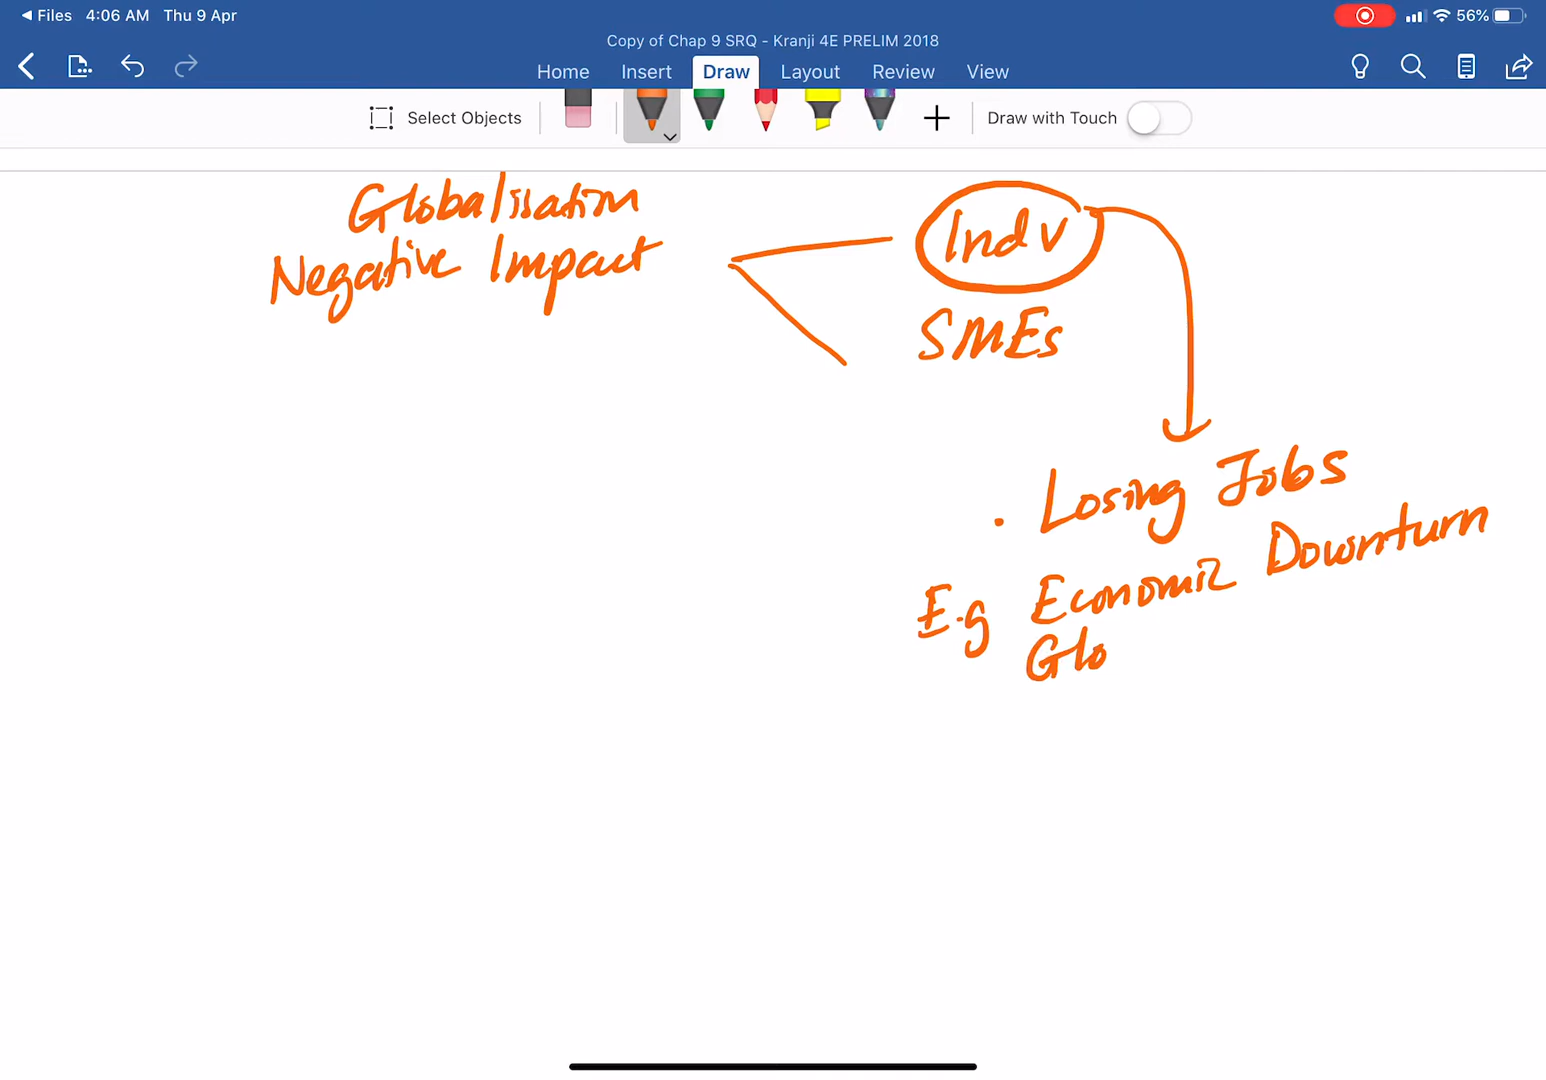 Files 4:06 AM Thu 9 Apr 56%
Copy of Chap 9 SRQ - Kranji 4E PRELIM 2018
Home Insert Draw Layout Review View
Select Objects Draw with Touch
Globalisation
Negative Impact
Indv
SMEs
. Losing Jobs
E.g Economic Downturn
Glo